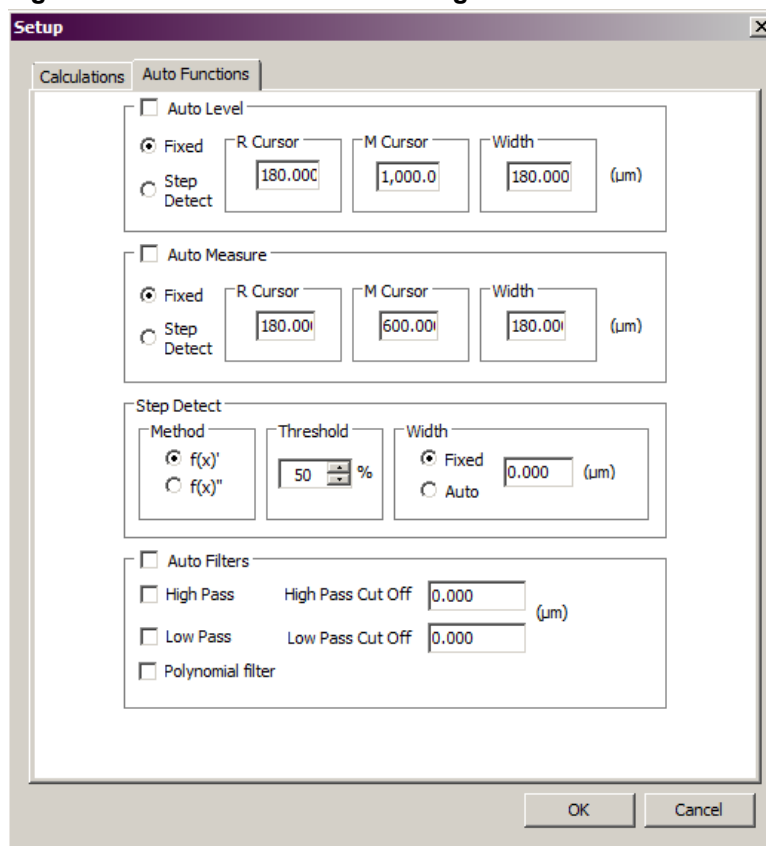 Setup
Calculations Auto Functions
Auto Level
Fixed
Step
Detect
R Cursor
180.000
M Cursor
1,000.0
Width
180.000
(µm)
Auto Measure
Fixed
Step
Detect
R Cursor
180.00
M Cursor
600.00
Width
180.00
(µm)
Step Detect
Method
f(x)'
f(x)"
Threshold
50 %
Width
Fixed
Auto
0.000 (µm)
Auto Filters
High Pass High Pass Cut Off 0.000
(µm)
Low Pass Low Pass Cut Off 0.000
Polynomial filter
OK Cancel